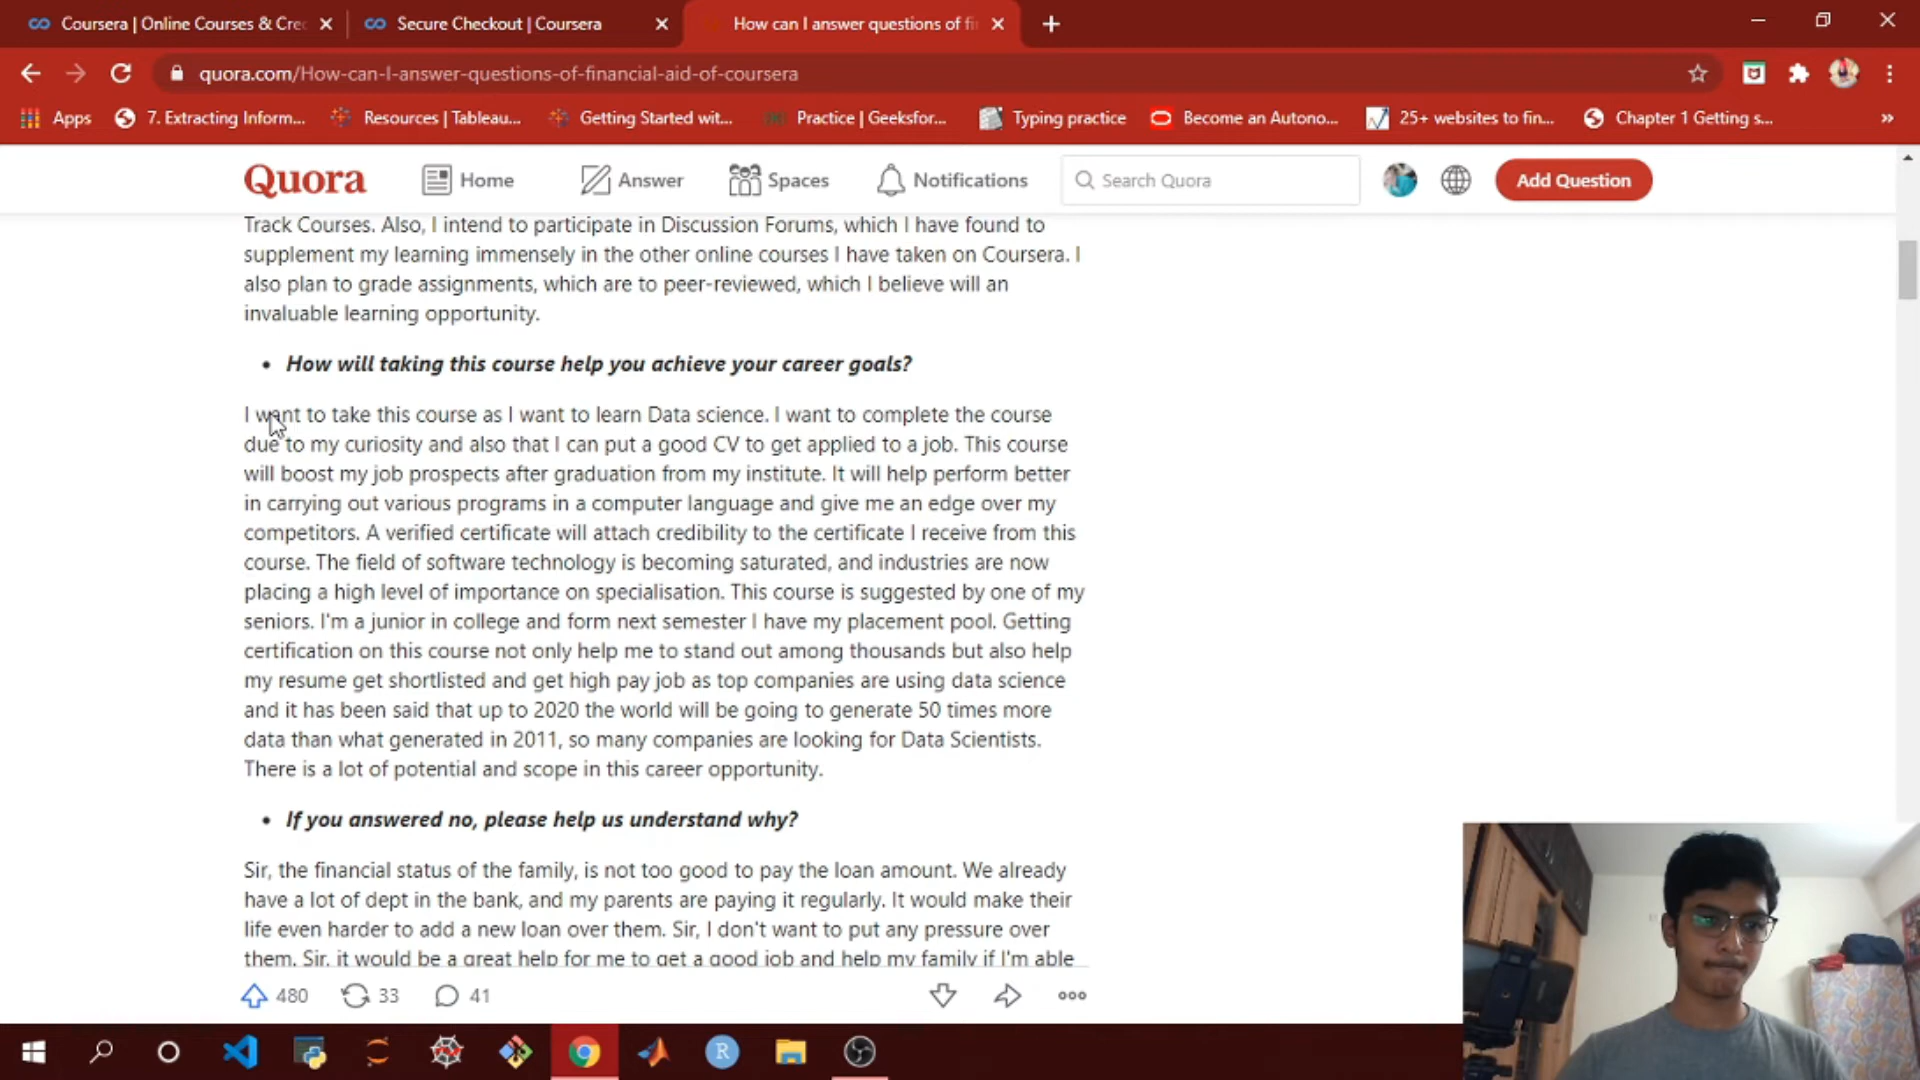 Coursera | Online Courses & Cre
Secure Checkout | Coursera
How can I answer questions of fi
quora.com/How-can-I-answer-questions-of-financial-aid-of-coursera
Apps
7. Extracting Inform...
Resources | Tableau...
Getting Started wit...
Practice | Geeksfor...
Typing practice
Become an Autono...
25+ websites to fin...
Chapter 1 Getting s...
»
Quora
Home
Answer
Spaces
Notifications
Search Quora
Add Question
Track Courses. Also, I intend to participate in Discussion Forums, which I have found to
supplement my learning immensely in the other online courses I have taken on Coursera. I
also plan to grade assignments, which are to peer-reviewed, which I believe will an
invaluable learning opportunity.
• How will taking this course help you achieve your career goals?
I want to take this course as I want to learn Data science. I want to complete the course
due to my curiosity and also that I can put a good CV to get applied to a job. This course
will boost my job prospects after graduation from my institute. It will help perform better
in carrying out various programs in a computer language and give me an edge over my
competitors. A verified certificate will attach credibility to the certificate I receive from this
course. The field of software technology is becoming saturated, and industries are now
placing a high level of importance on specialisation. This course is suggested by one of my
seniors. I'm a junior in college and form next semester I have my placement pool. Getting
certification on this course not only help me to stand out among thousands but also help
my resume get shortlisted and get high pay job as top companies are using data science
and it has been said that up to 2020 the world will be going to generate 50 times more
data than what generated in 2011, so many companies are looking for Data Scientists.
There is a lot of potential and scope in this career opportunity.
• If you answered no, please help us understand why?
Sir, the financial status of the family, is not too good to pay the loan amount. We already
have a lot of dept in the bank, and my parents are paying it regularly. It would make their
life even harder to add a new loan over them. Sir, I don't want to put any pressure over
them. Sir, it would be a great help for me to get a good job and help my family if I'm able
480
33
41
R